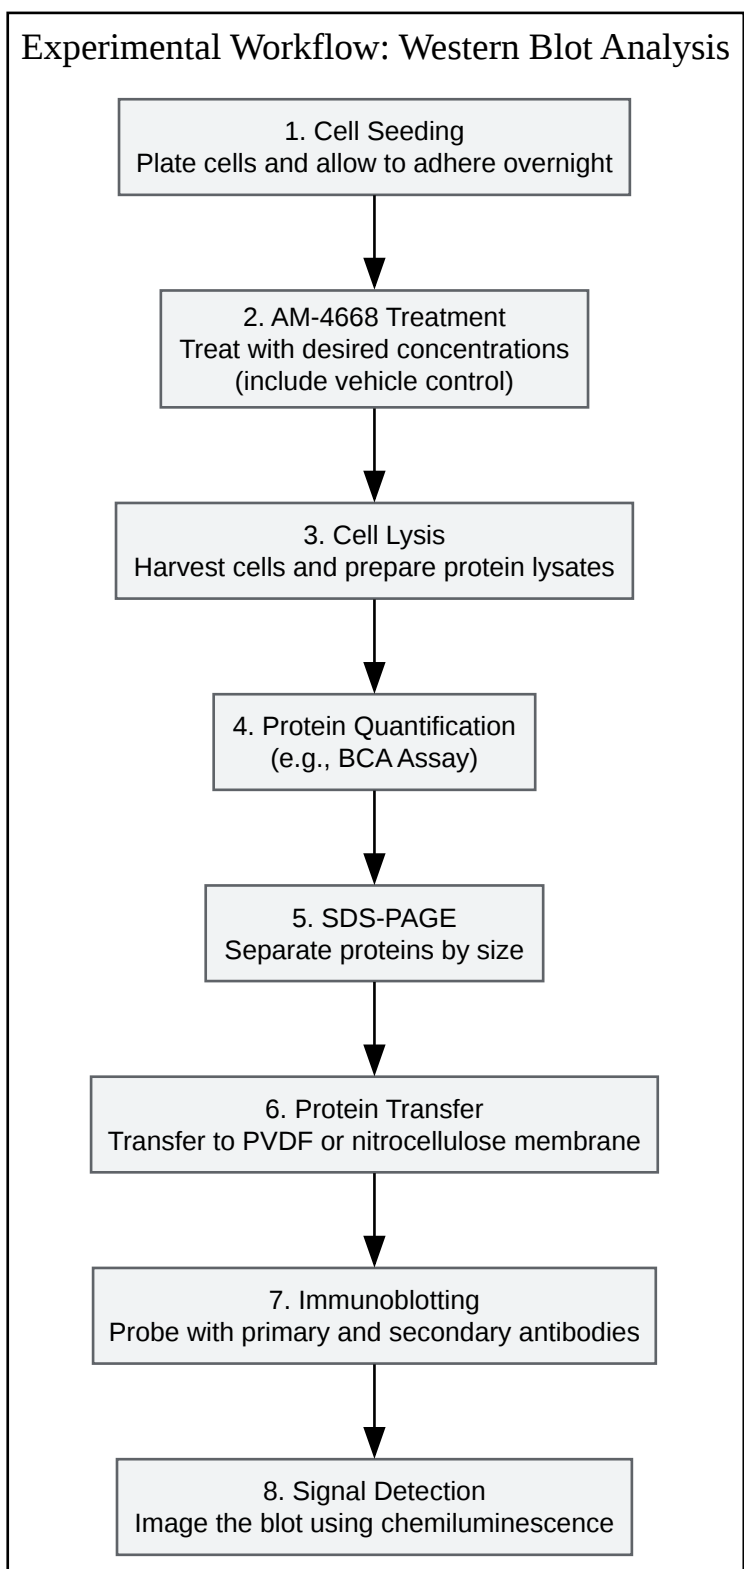 Experimental Workflow: Western Blot Analysis
1. Cell Seeding
Plate cells and allow to adhere overnight
2. AM-4668 Treatment
Treat with desired concentrations
(include vehicle control)
3. Cell Lysis
Harvest cells and prepare protein lysates
4. Protein Quantification
(e.g., BCA Assay)
5. SDS-PAGE
Separate proteins by size
6. Protein Transfer
Transfer to PVDF or nitrocellulose membrane
7. Immunoblotting
Probe with primary and secondary antibodies
8. Signal Detection
Image the blot using chemiluminescence